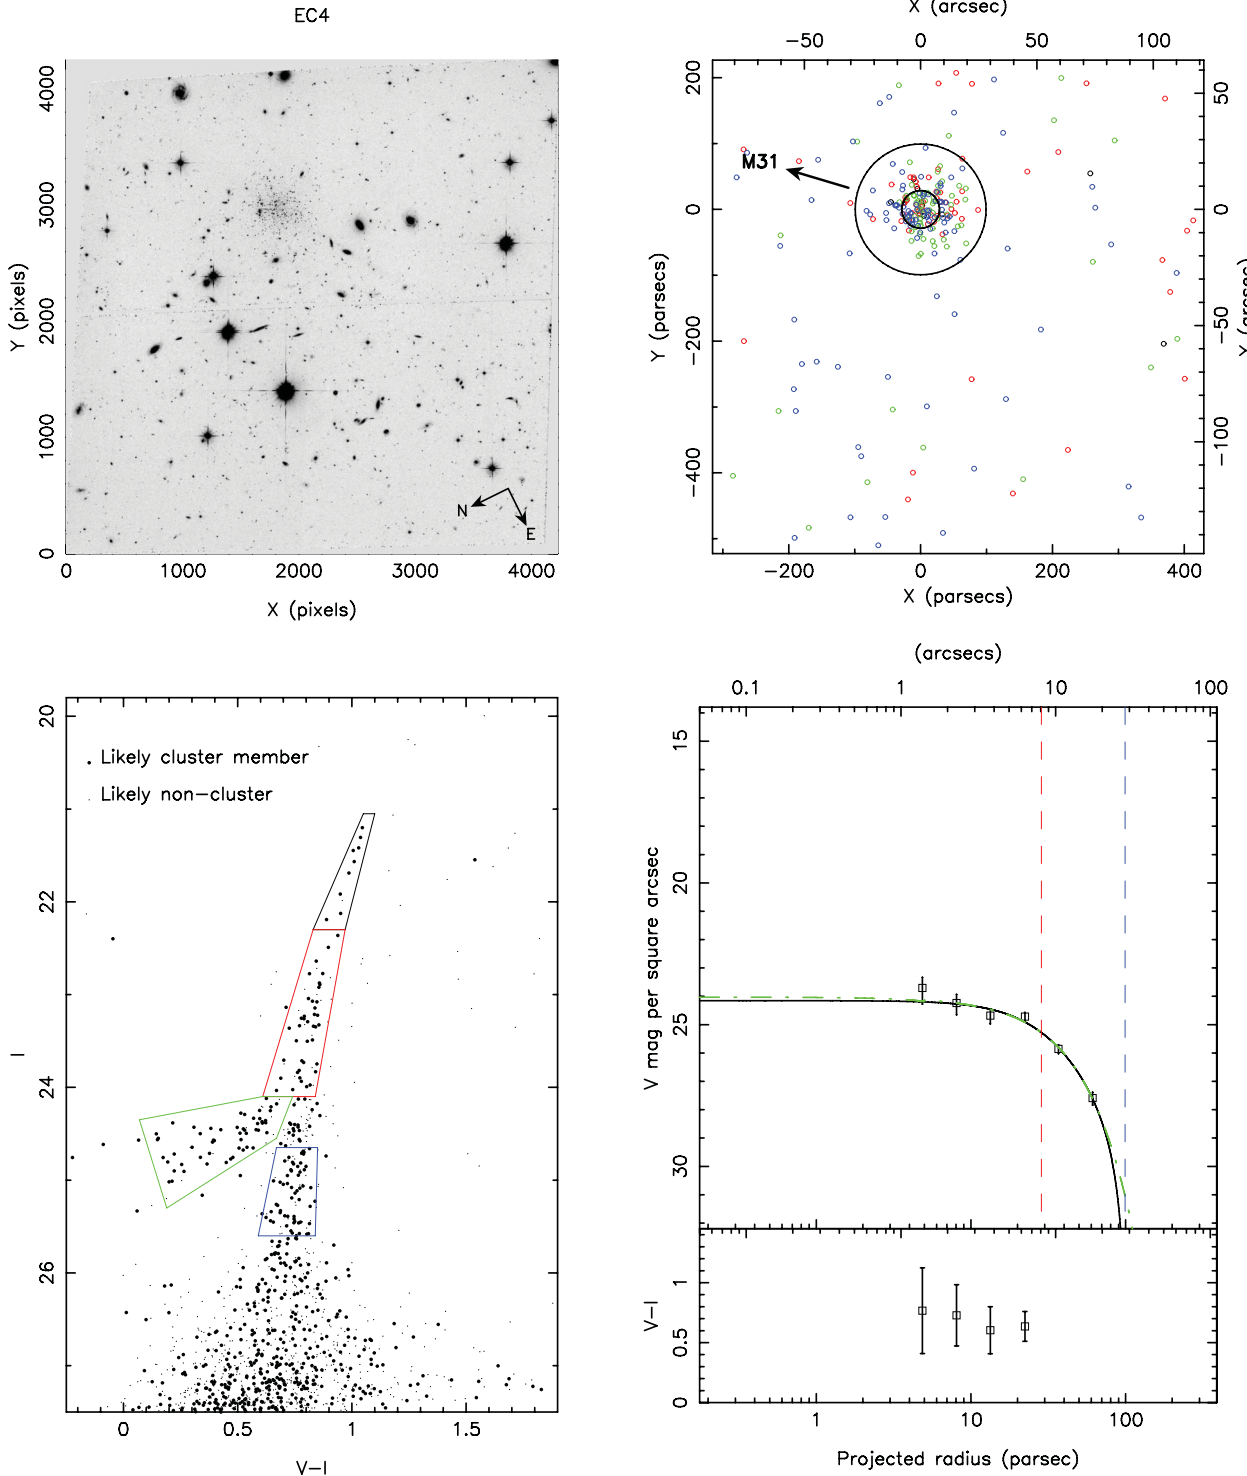 EC4
4000
3000
2000
1000
0
Y (pixels)
0 1000 2000 3000 4000
X (pixels)
N
E
X (arcsec)
−50 0 50 100
200
0
−200
−400
Y (parsecs)
50
0
−50
−100
M31
−200 0 200 400
X (parsecs)
20
22
24
26
I
Likely cluster member
Likely non−cluster
0 0.5 1 1.5
V−I
(arcsecs)
0.1 1 10 100
15
20
25
30
V mag per square arcsec
1
0.5
0
V−I
1 10 100
Projected radius (parsec)